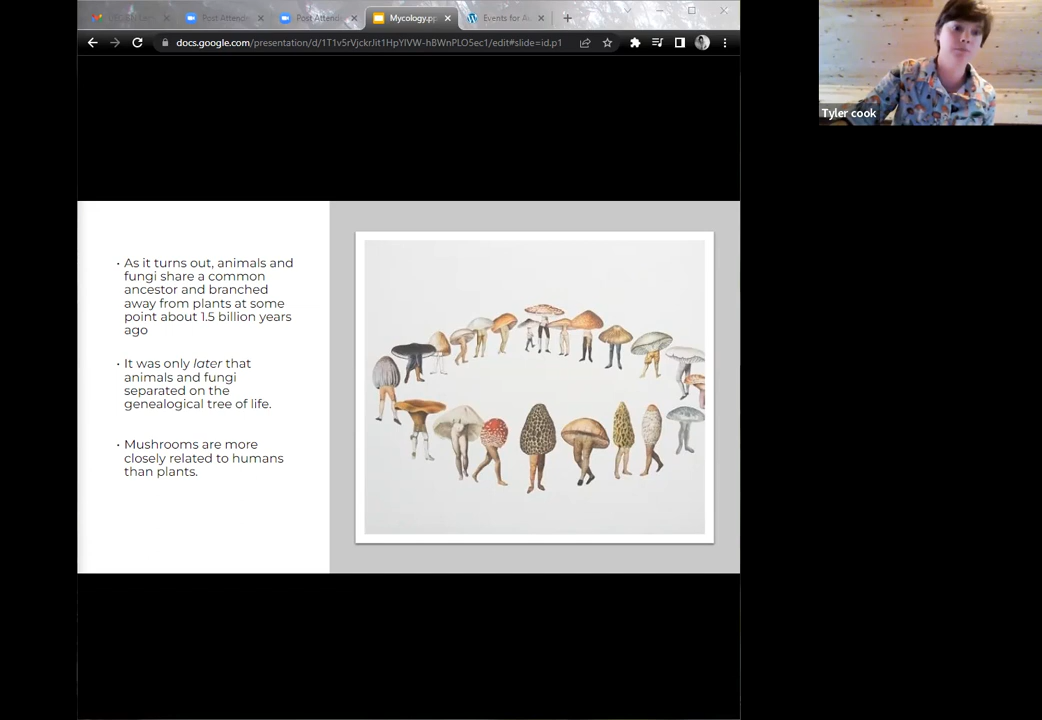 Post Attend
Post Attend
Mycology.pp
Events for A
docs.google.com/presentation/d/1T1v5rVjckrJit1HpYlVW-hBWnPLO5ec1/edit#slide=id.p1
Tyler cook
• As it turns out, animals and
fungi share a common
ancestor and branched
away from plants at some
point about 1.5 billion years
ago
• It was only later that
animals and fungi
separated on the
genealogical tree of life.
• Mushrooms are more
closely related to humans
than plants.